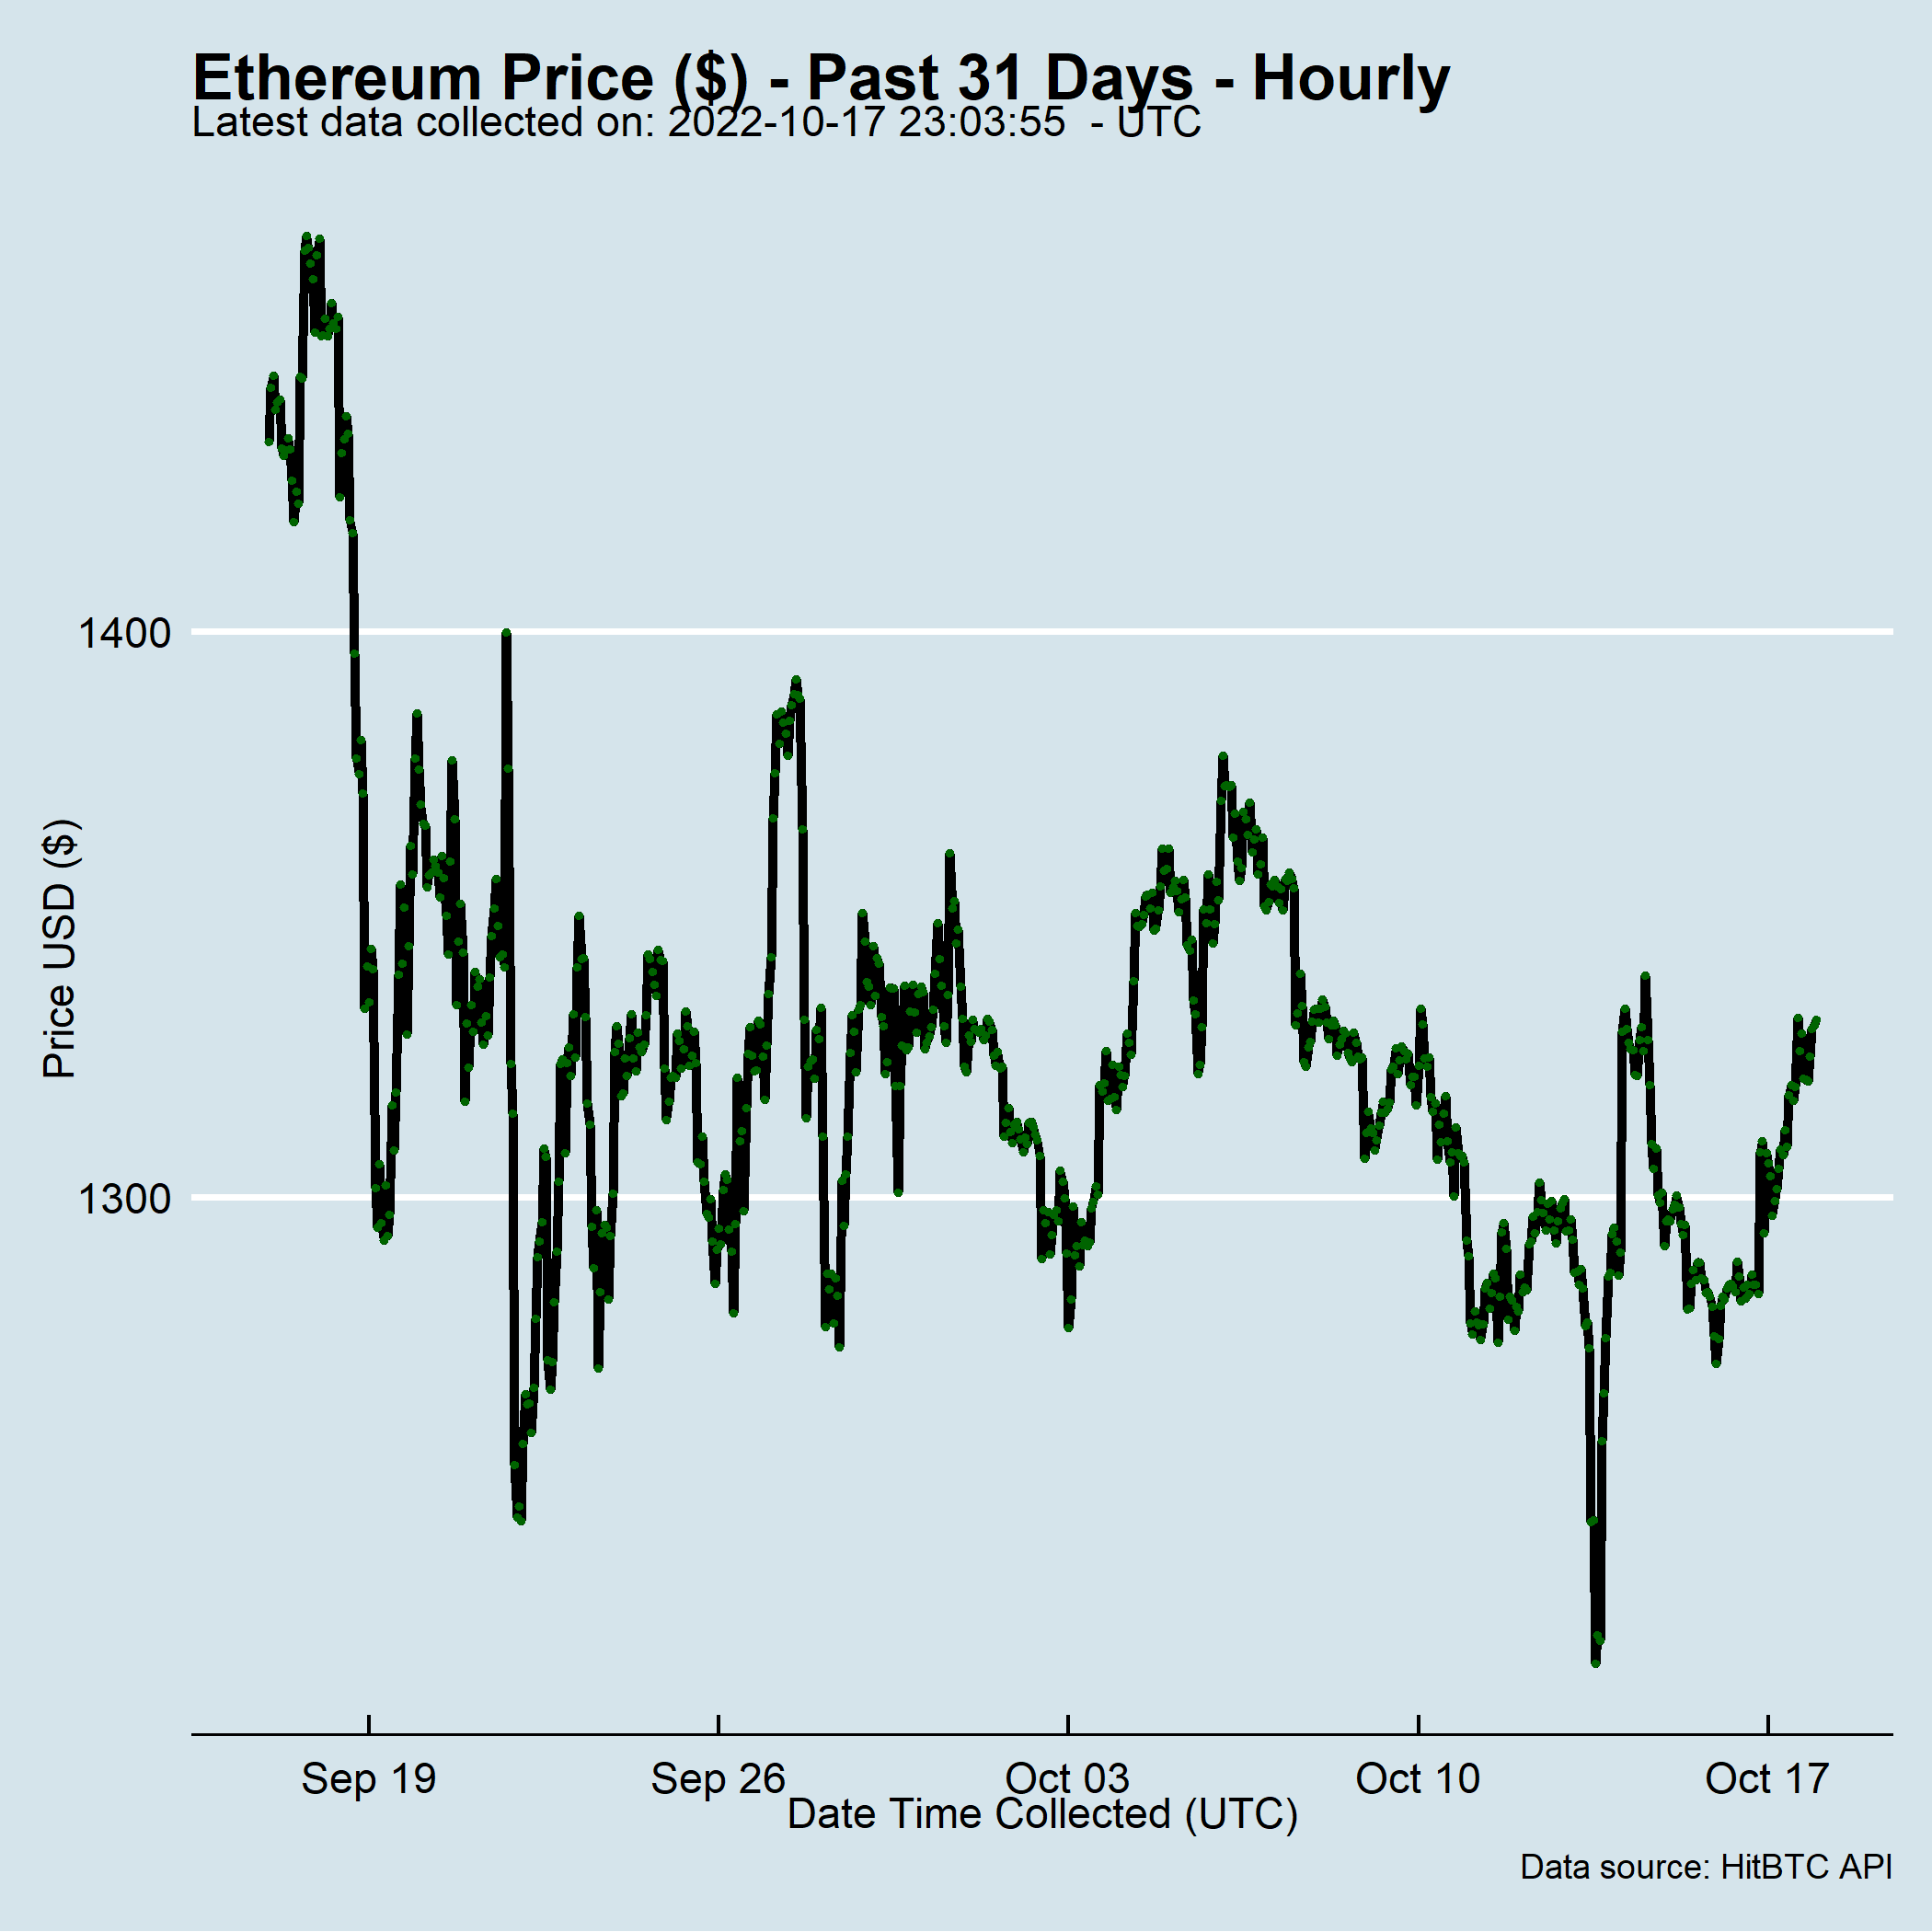 Ethereum Price ($) - Past 31 Days - Hourly
Latest data collected on: 2022-10-17 23:03:55  - UTC
1400
Price USD ($)
1300
Sep 19 Sep 26 Oct 03 Oct 10 Oct 17
Date Time Collected (UTC)
Data source: HitBTC API